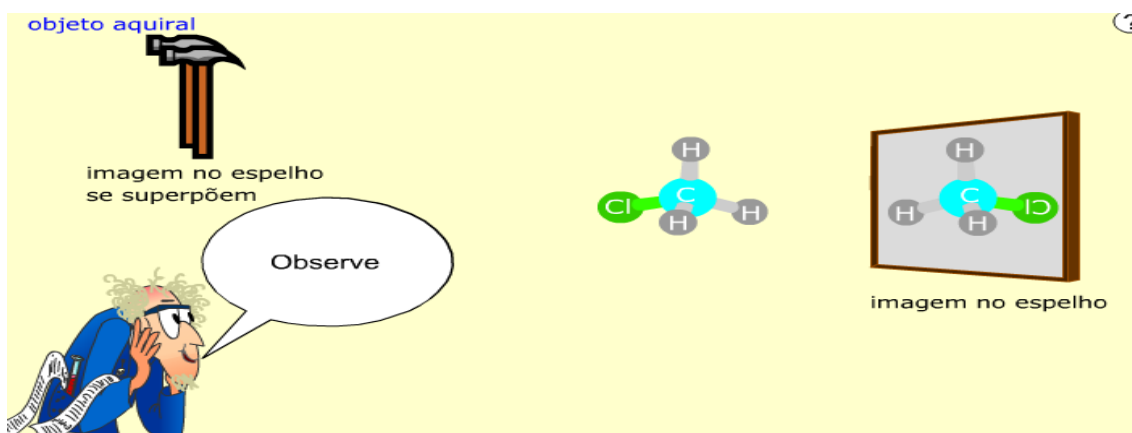 objeto aquiral
?
imagem no espelho
se superpõem
Observe
H
Cl
C
H
H
H
C
H
H
Cl
imagem no espelho